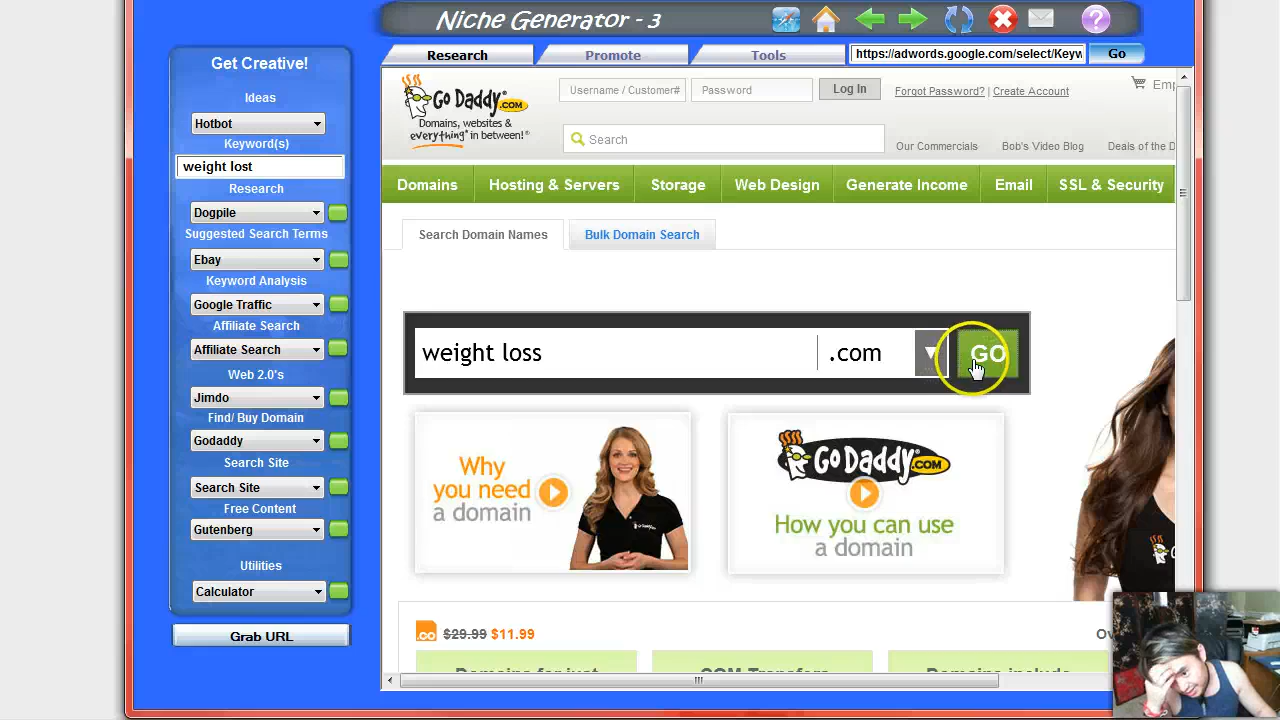 Niche Generator - 3
Research
Promote
Tools
https://adwords.google.com/select/Keyw
Go
Get Creative!
Ideas
Hotbot
Keyword(s)
weight lost
Research
Dogpile
Suggested Search Terms
Ebay
Keyword Analysis
Google Traffic
Affiliate Search
Affiliate Search
Web 2.0's
Jimdo
Find/ Buy Domain
Godaddy
Search Site
Search Site
Free Content
Gutenberg
Utilities
Calculator
Grab URL
Go Daddy.COM
Domains, websites &
everything* in between!®
Username / Customer#
Password
Log In
Forgot Password? | Create Account
Search
Our Commercials
Bob's Video Blog
Deals of the D
Domains
Hosting & Servers
Storage
Web Design
Generate Income
Email
SSL & Security
Search Domain Names
Bulk Domain Search
weight loss
.com
GO
Why
you need
a domain
Go Daddy.COM
How you can use
a domain
.co $29.99 $11.99